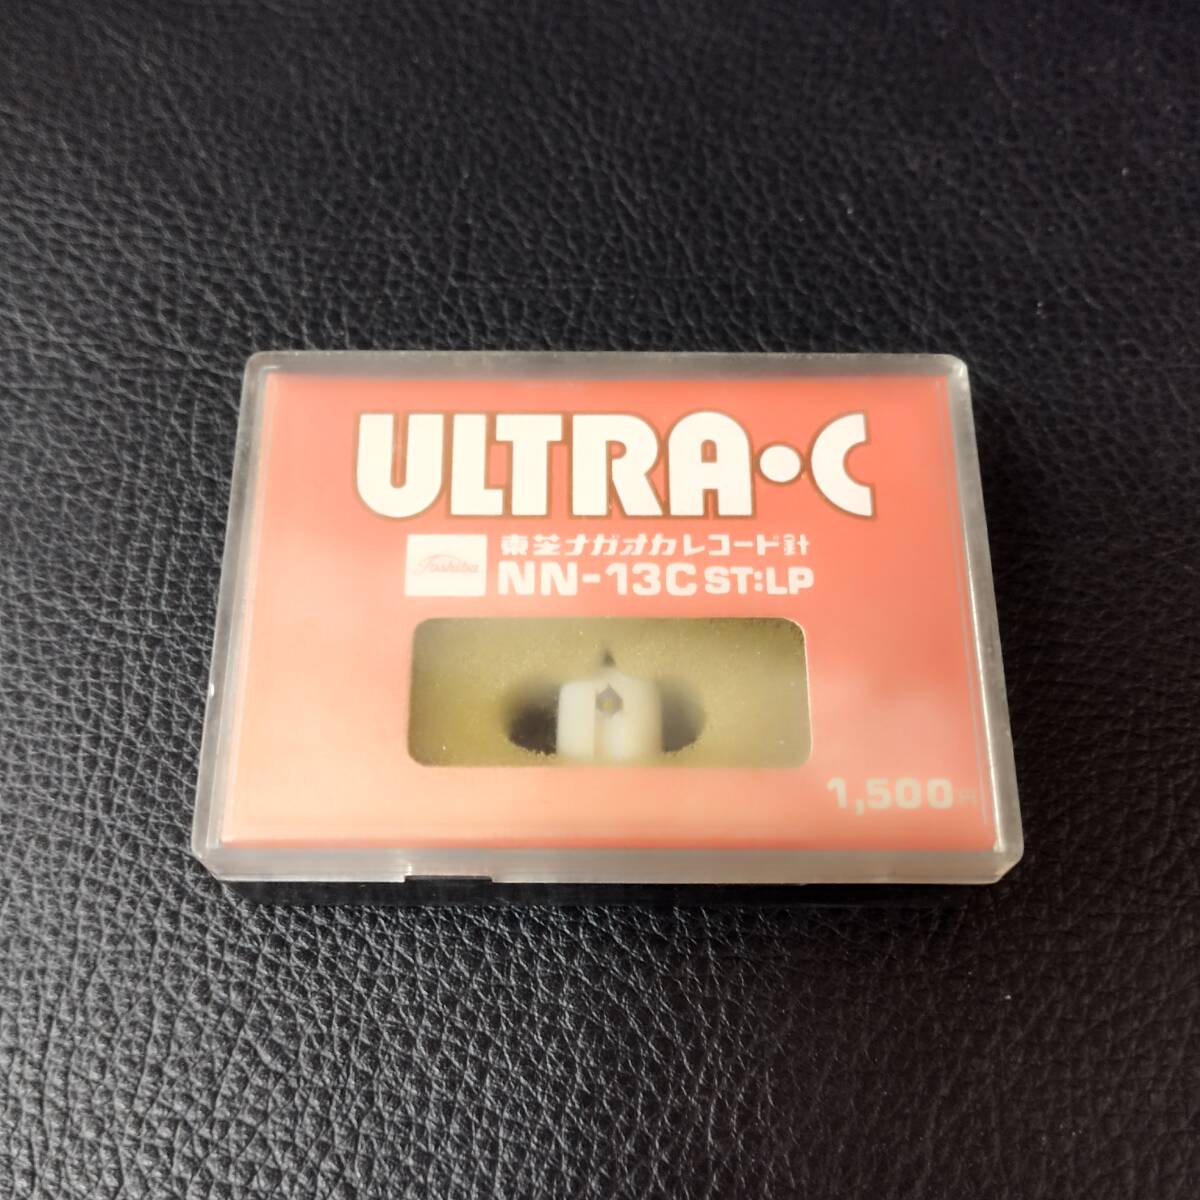 ULTRA•C
Toshiba
東芝ナガオカレコード針
NN-13C ST:LP
1,500円